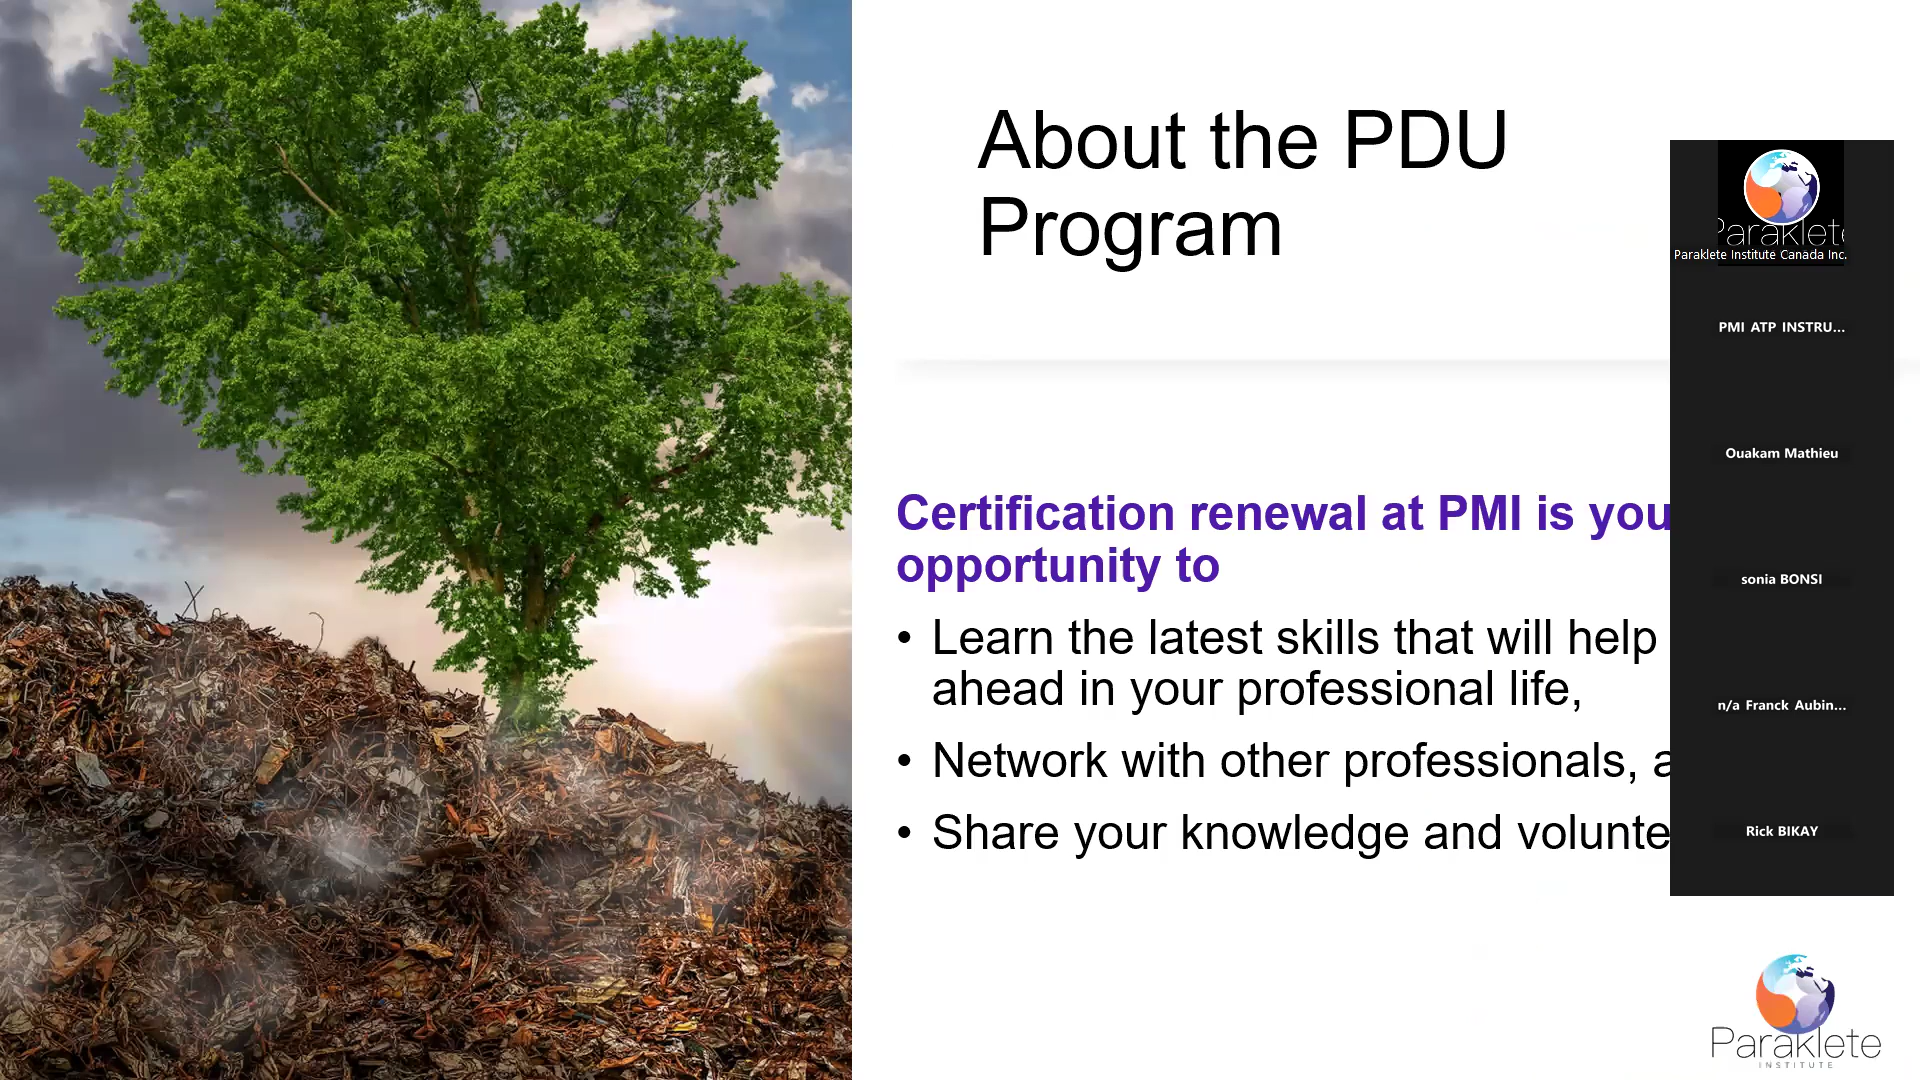 About the PDU
Program
Certification renewal at PMI is you
opportunity to
• Learn the latest skills that will help
ahead in your professional life,
• Network with other professionals, a
• Share your knowledge and volunte
Paraklete
Paraklete Institute Canada Inc.
PMI ATP INSTRU...
Ouakam Mathieu
sonia BONSI
n/a Franck Aubin...
Rick BIKAY
Paraklete
INSTITUTE